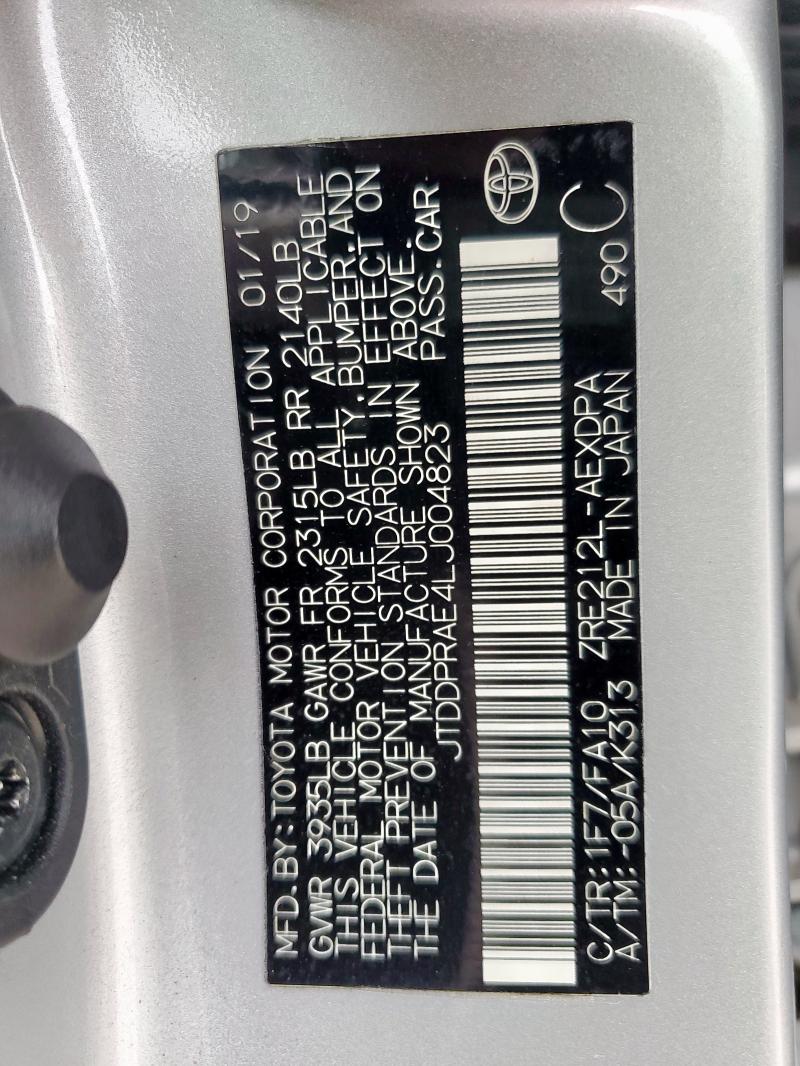 MFD.BY:TOYOTA MOTOR CORPORATION 01/19
GVWR 3935LB GAWR FR 2315LB RR 2140LB
THIS VEHICLE CONFORMS TO ALL APPLICABLE
FEDERAL MOTOR VEHICLE SAFETY,BUMPER,AND
THEFT PREVENTION STANDARDS IN EFFECT ON
THE DATE OF MANUFACTURE SHOWN ABOVE.
JTDDPRAE4LJ004823 PASS.CAR
C/TR:1F7/FA10 ZRE212L-AEXDPA
A/TM:-05A/K313 MADE IN JAPAN 490 C